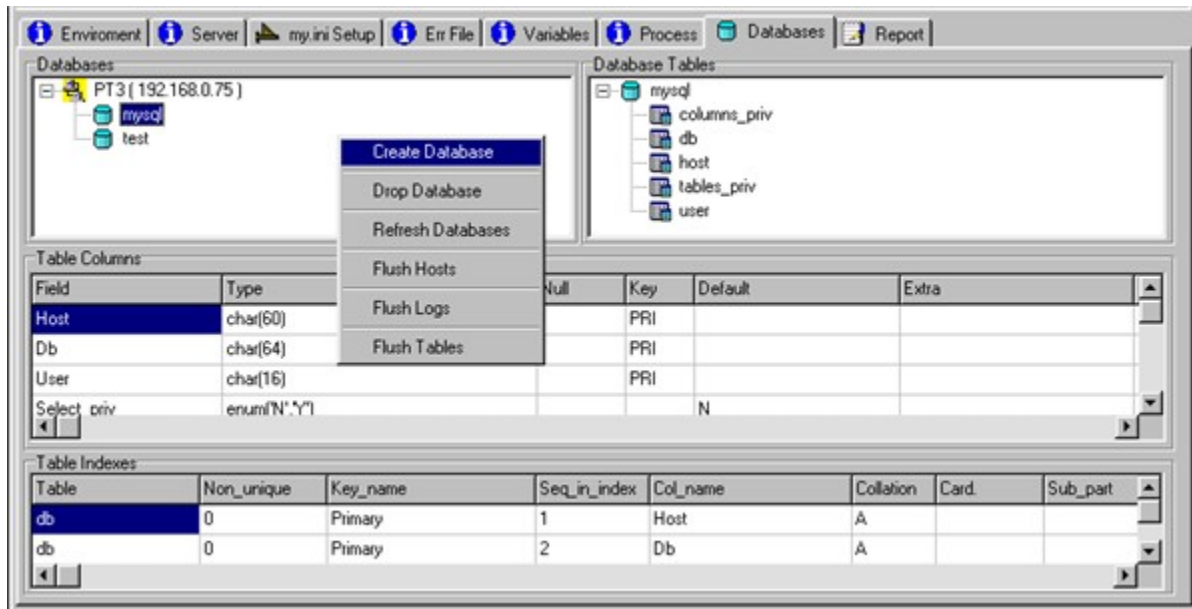 Enviroment Server my.ini Setup Err File Variables Process Databases Report
Databases
PT3 ( 192.168.0.75 )
mysql
test
Create Database
Drop Database
Refresh Databases
Flush Hosts
Flush Logs
Flush Tables
Database Tables
mysql
columns_priv
db
host
tables_priv
user
Table Columns
Field Type Null Key Default Extra
Host char(60) PRI
Db char(64) PRI
User char(16) PRI
Select_priv enum('N','Y') N
Table Indexes
Table Non_unique Key_name Seq_in_index Col_name Collation Card. Sub_part
db 0 Primary 1 Host A
db 0 Primary 2 Db A